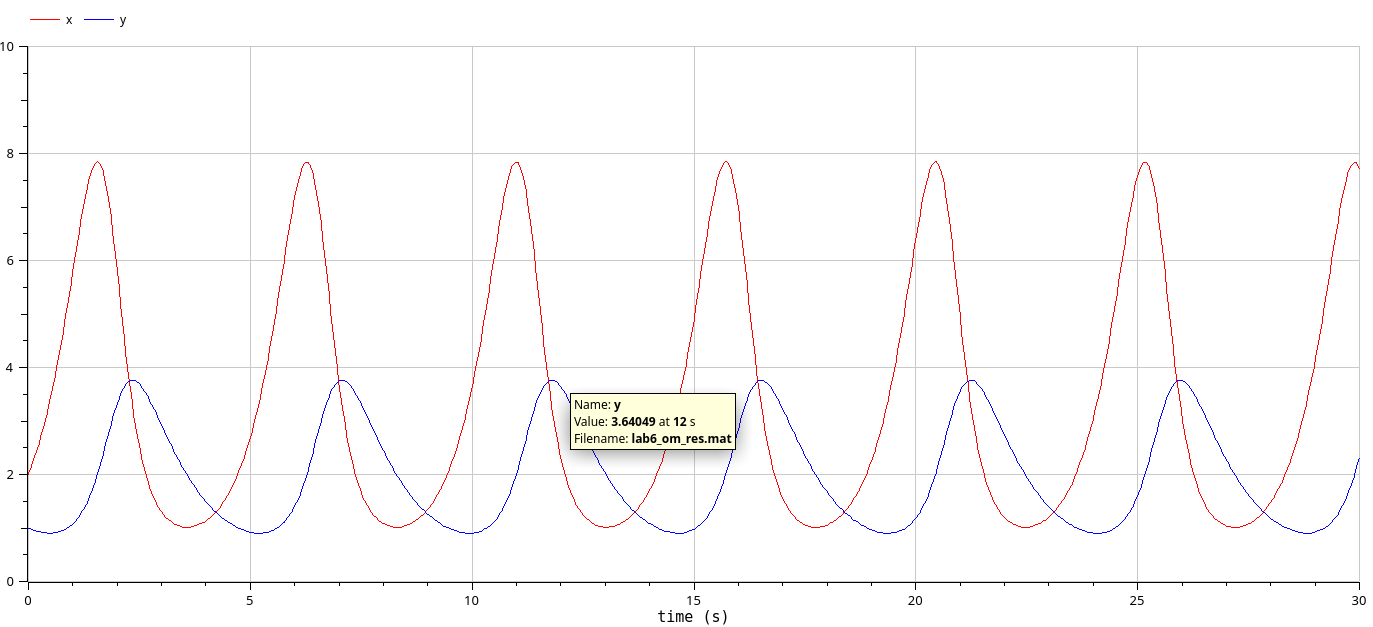 x y
10
8
6
4
2
0
Name: y
Value: 3.64049 at 12 s
Filename: lab6_om_res.mat
0 5 10 15 20 25 30
time (s)